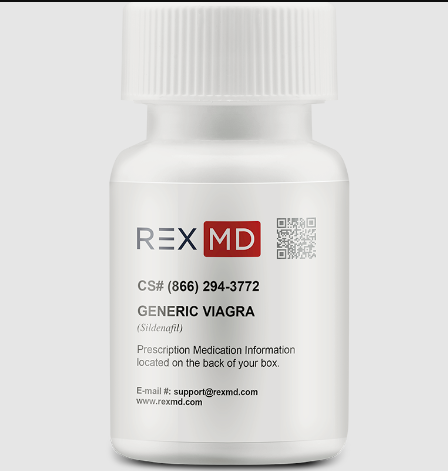 REX MD
CS# (866) 294-3772
GENERIC VIAGRA
(Siidenafil)
Prescription Medication Information
located on the back of your box.
E-mail #: support@rexmd.com
www.rexmd.com